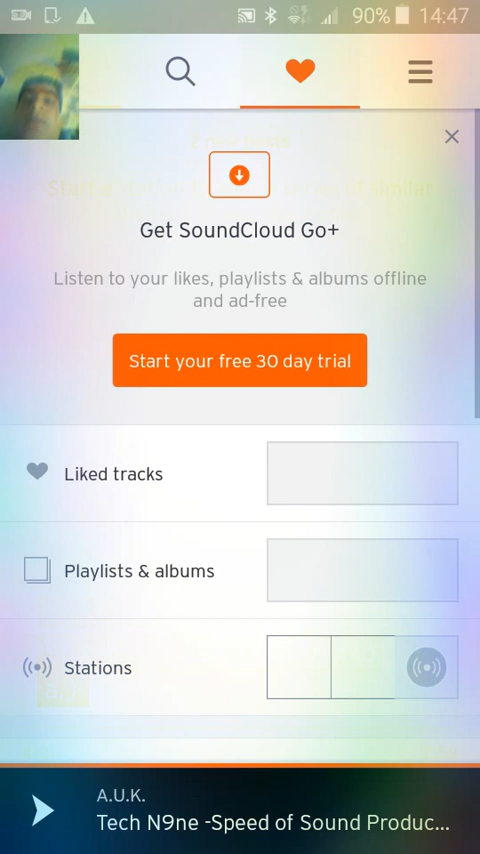 90% 14:47
Get SoundCloud Go+
Listen to your likes, playlists & albums offline
and ad-free
Start your free 30 day trial
Liked tracks
Playlists & albums
Stations
A.U.K.
Tech N9ne -Speed of Sound Produc...